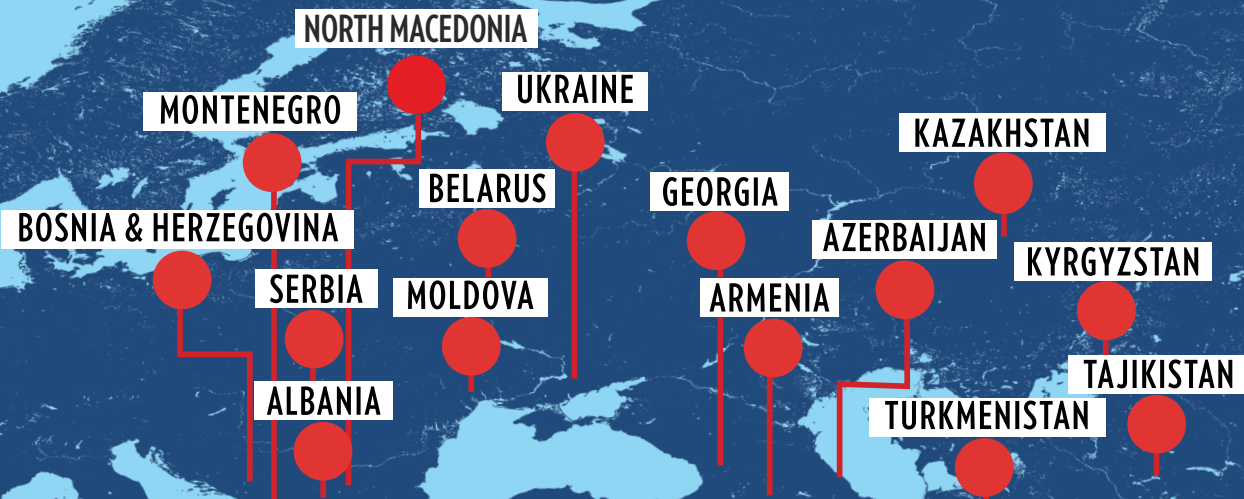 NORTH MACEDONIA
UKRAINE
MONTENEGRO
KAZAKHSTAN
BELARUS
GEORGIA
BOSNIA & HERZEGOVINA
AZERBAIJAN
KYRGYZSTAN
SERBIA
MOLDOVA
ARMENIA
TAJIKISTAN
ALBANIA
TURKMENISTAN